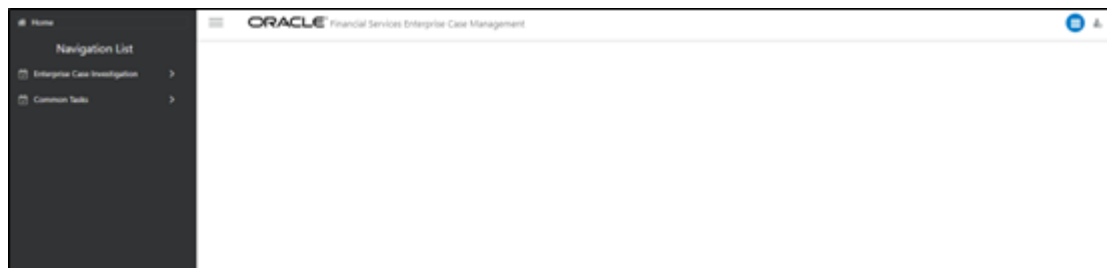 Home
ORACLE Financial Services Enterprise Case Management
Navigation List
Enterprise Case Investigation
Common Tasks